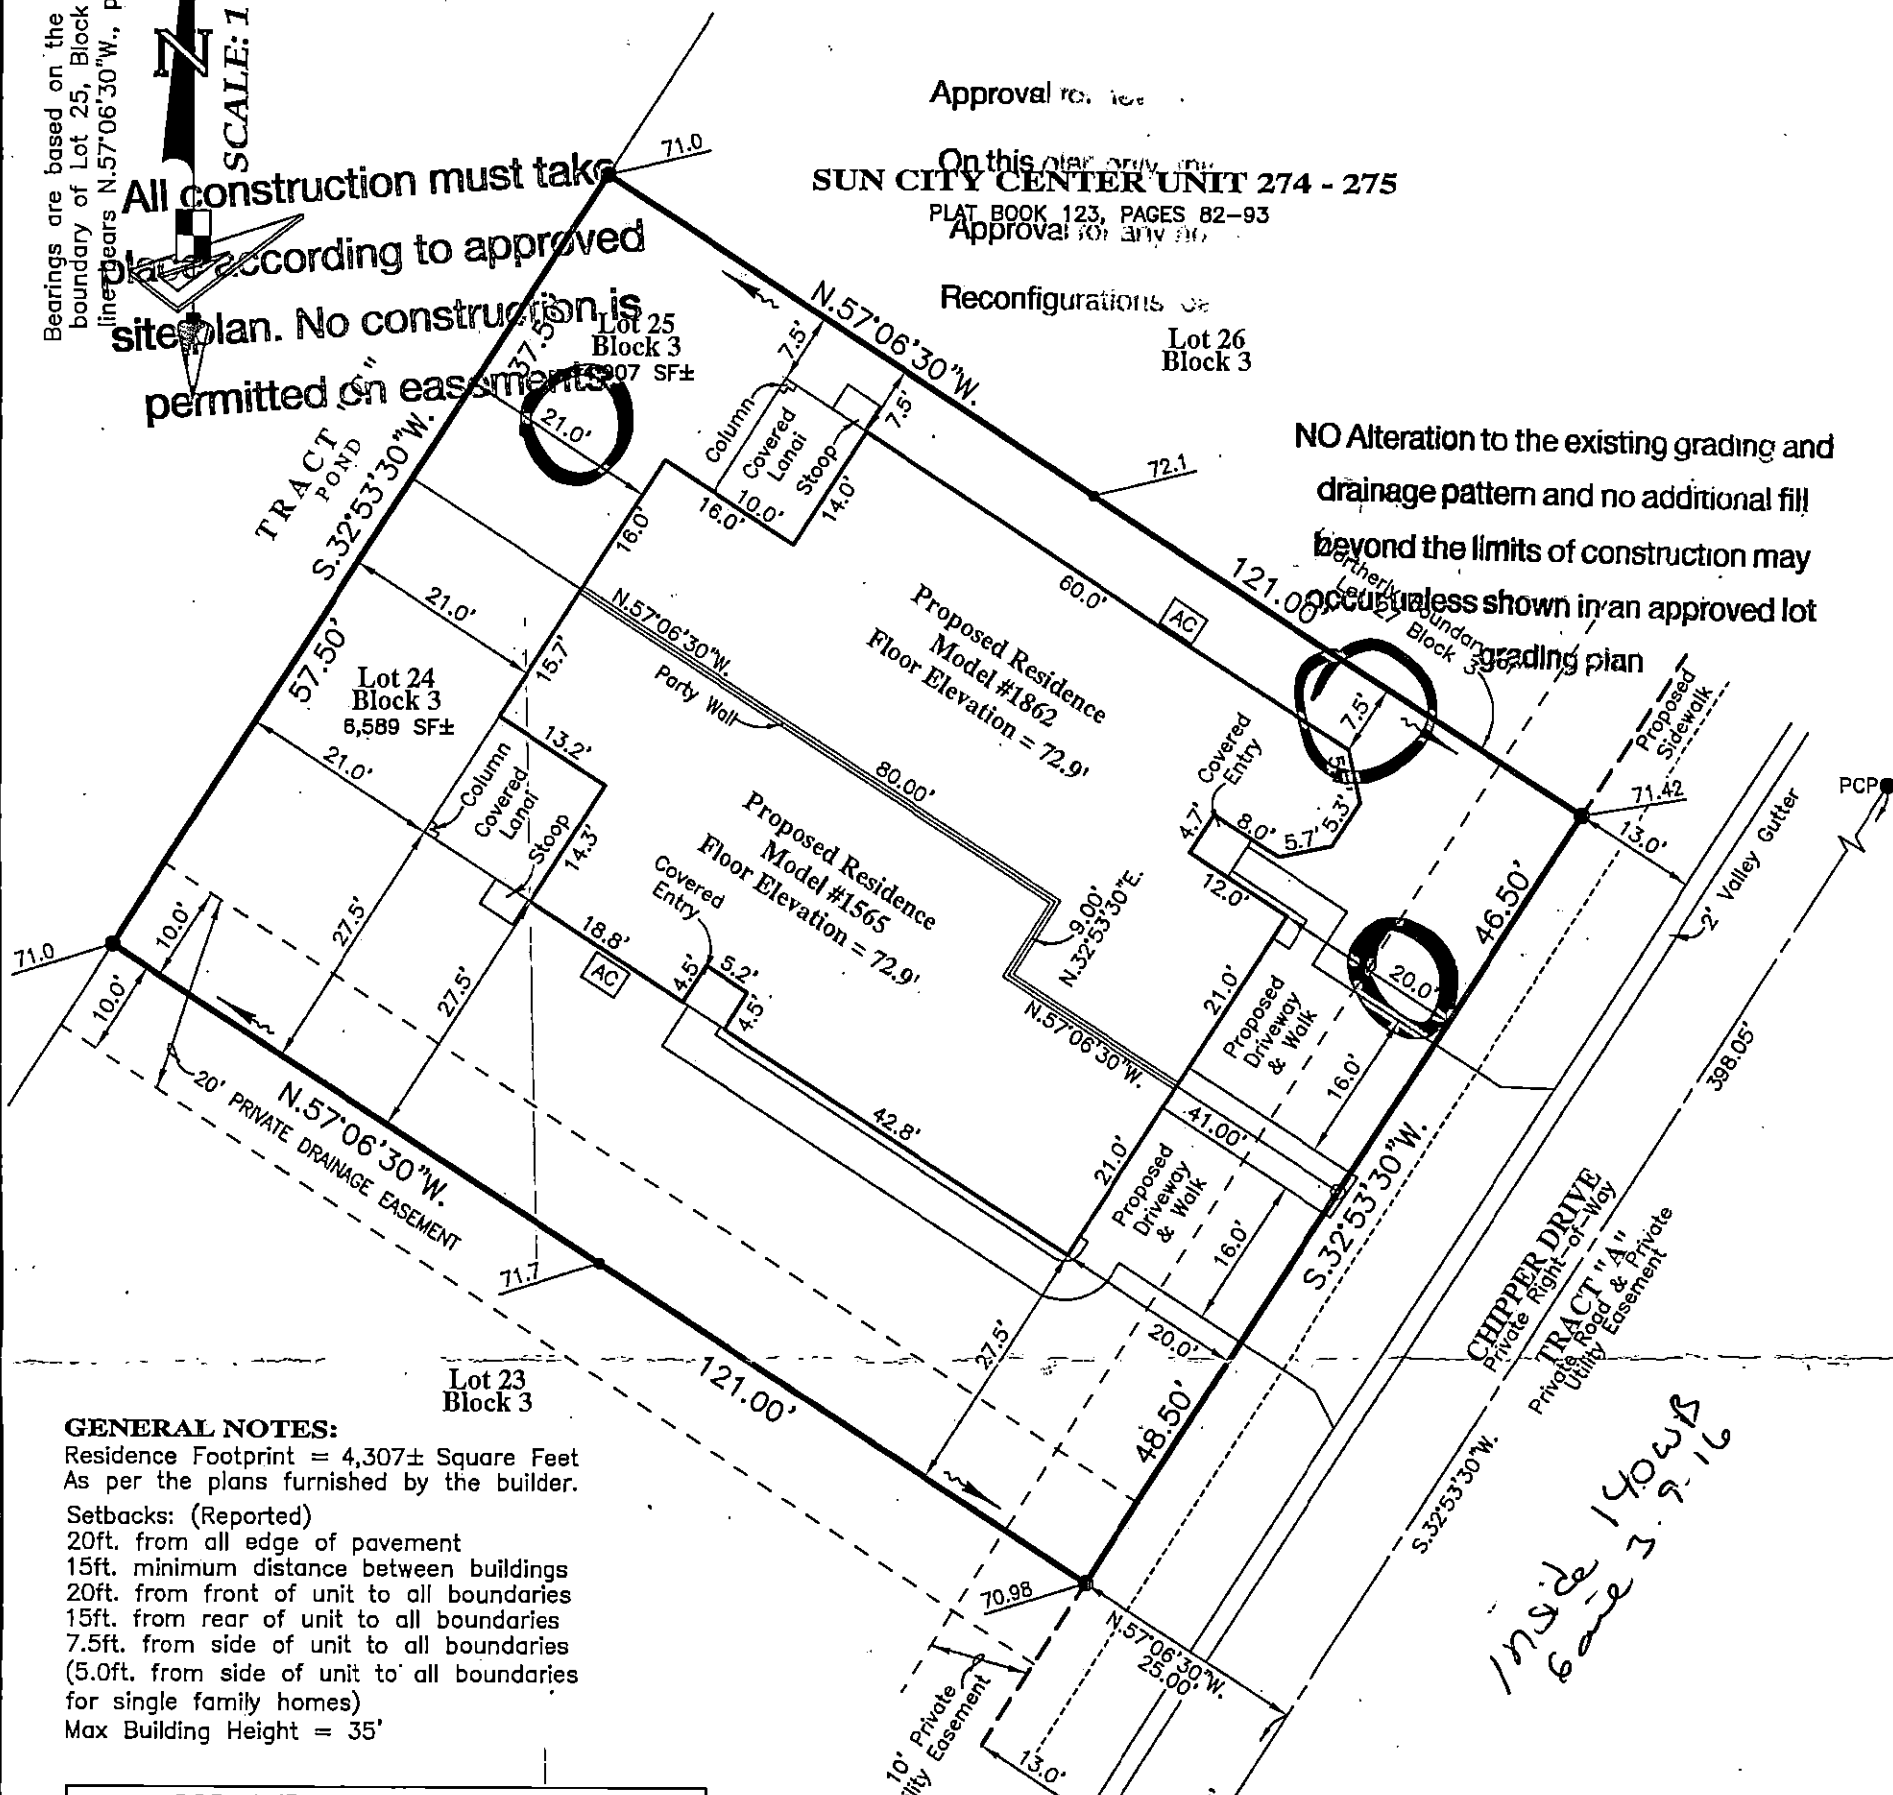 Bearings are based on the
boundary of Lot 25, Block
line bears N.57°06'30"W., p
N
SCALE: 1
All construction must take
place according to approved
site plan. No construction is
permitted on easments.
Approval
On this
SUN CITY CENTER UNIT 274 - 275
PLAT BOOK 123, PAGES 82-93
Approval for any
Reconfigurations
Lot 26
Block 3
NO Alteration to the existing grading and
drainage pattern and no additional fill
beyond the limits of construction may
occur unless shown in an approved lot
grading plan
Northerly Boundary
Lot 27 Block 3
71.0
N.57°06'30"W.
72.1
121.00'
71.42
Lot 25
Block 3
SF±
37.5
S.32°53'30"W.
TRACT "C"
POND
57.50'
21.0'
7.5'
Column
Covered
Lanai
Stoop
7.5'
16.0'
10.0'
14.0'
16.0'
60.0'
AC
Proposed Residence
Model #1862
Floor Elevation = 72.9'
7.5'
Covered
Entry
4.7'
8.0'
5.7'
5.3'
12.0'
21.0'
N.57°06'30"W.
Party Wall
80.00'
9.00'
N.32°53'30"E.
N.57°06'30"W.
21.0'
15.7'
Lot 24
Block 3
6,589 SF±
13.2'
21.0'
Column
Covered
Lanai
Stoop
14.3'
Proposed Residence
Model #1565
Floor Elevation = 72.9'
Covered
Entry
18.8'
AC
4.5'
5.2'
4.5'
42.8'
21.0'
27.5'
27.5'
27.5'
10.0'
10.0'
71.0
20' PRIVATE DRAINAGE EASEMENT
N.57°06'30"W.
71.7
121.00'
Proposed
Driveway
& Walk
20.0'
16.0'
41.00'
Proposed
Driveway
& Walk
16.0'
20.0'
46.50'
S.32°53'30"W.
48.50'
Proposed
Sidewalk
13.0'
2' Valley Gutter
PCP
398.05'
CHIPPER DRIVE
Private Right-of-Way
TRACT "A"
Private Road & Private
Utility Easement
S.32°53'30"W.
70.98
N.57°06'30"W.
25.00'
10' Private
Easement
13.0'
Lot 23
Block 3
GENERAL NOTES:
Residence Footprint = 4,307± Square Feet
As per the plans furnished by the builder.
Setbacks: (Reported)
20ft. from all edge of pavement
15ft. minimum distance between buildings
20ft. from front of unit to all boundaries
15ft. from rear of unit to all boundaries
7.5ft. from side of unit to all boundaries
(5.0ft. from side of unit to all boundaries
for single family homes)
Max Building Height = 35'
Inside
3.9.16